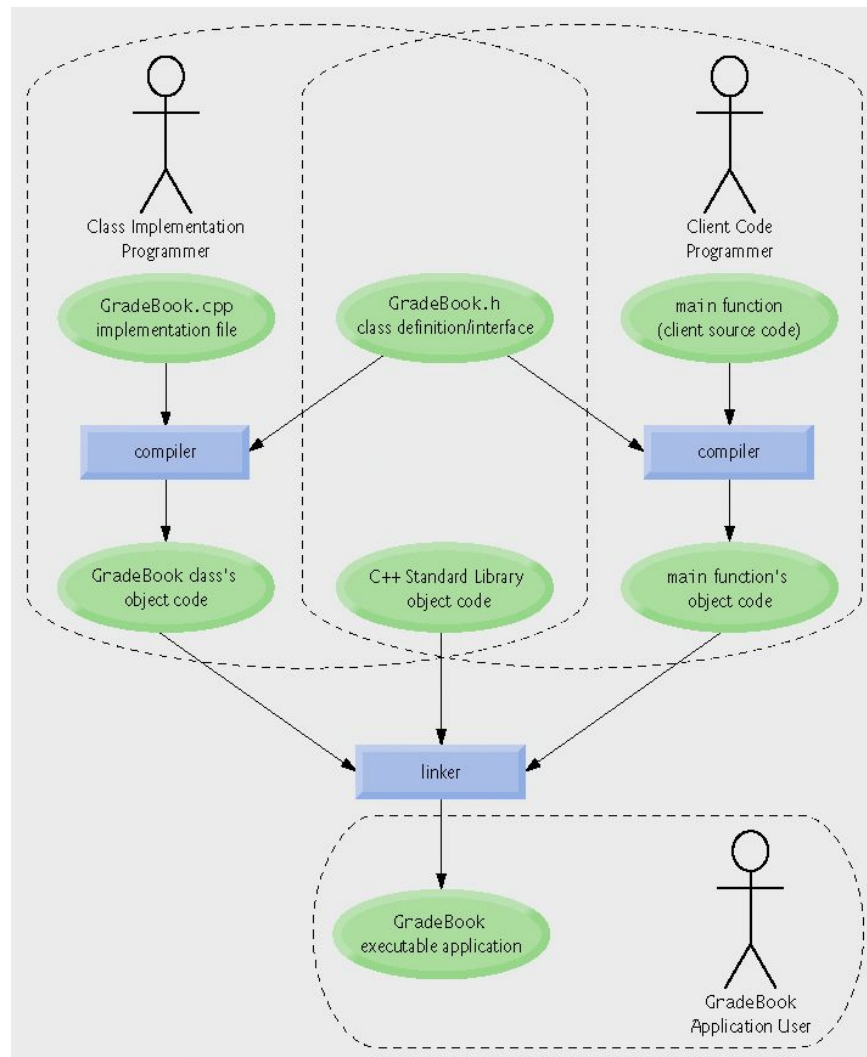 Class Implementation
Programmer
Client Code
Programmer
GradeBook.cpp
implementation file
GradeBook.h
class definition/interface
main function
(client source code)
compiler
compiler
GradeBook class's
object code
C++ Standard Library
object code
main function's
object code
linker
GradeBook
executable application
GradeBook
Application User